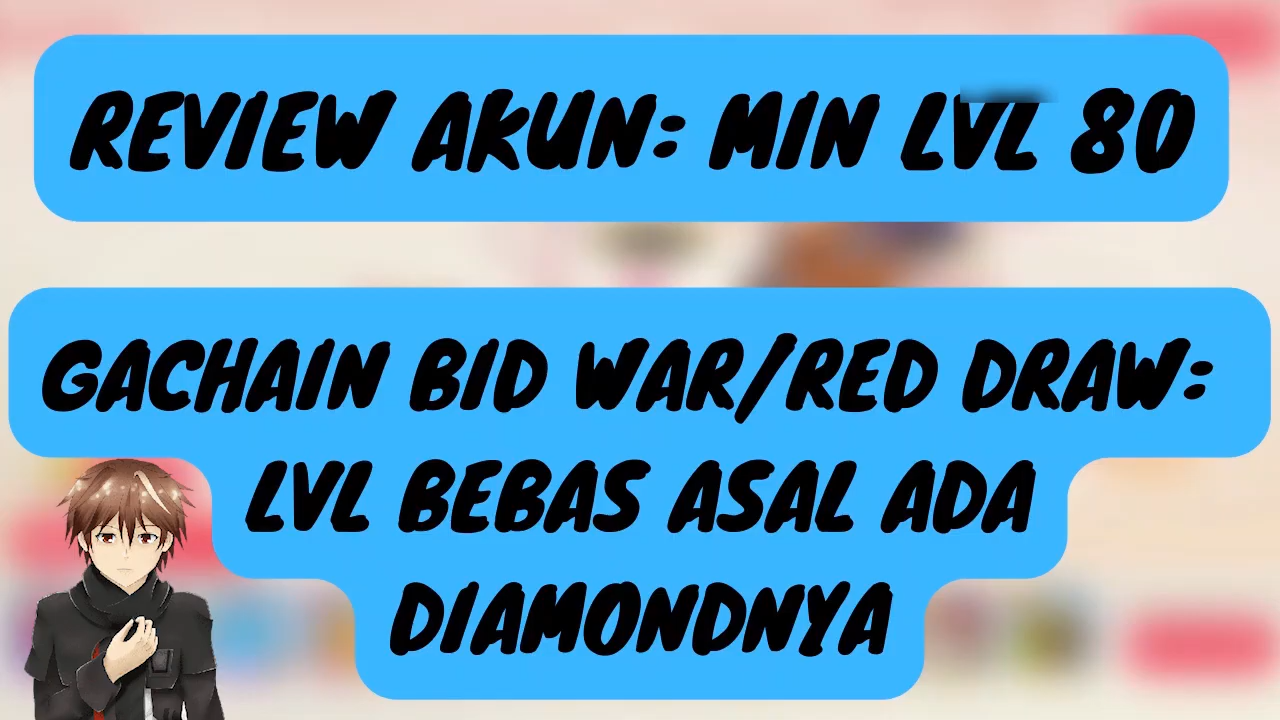 REVIEW AKUN: MIN LVL 80
GACHAIN BID WAR/RED DRAW:
LVL BEBAS ASAL ADA
DIAMONDNYA